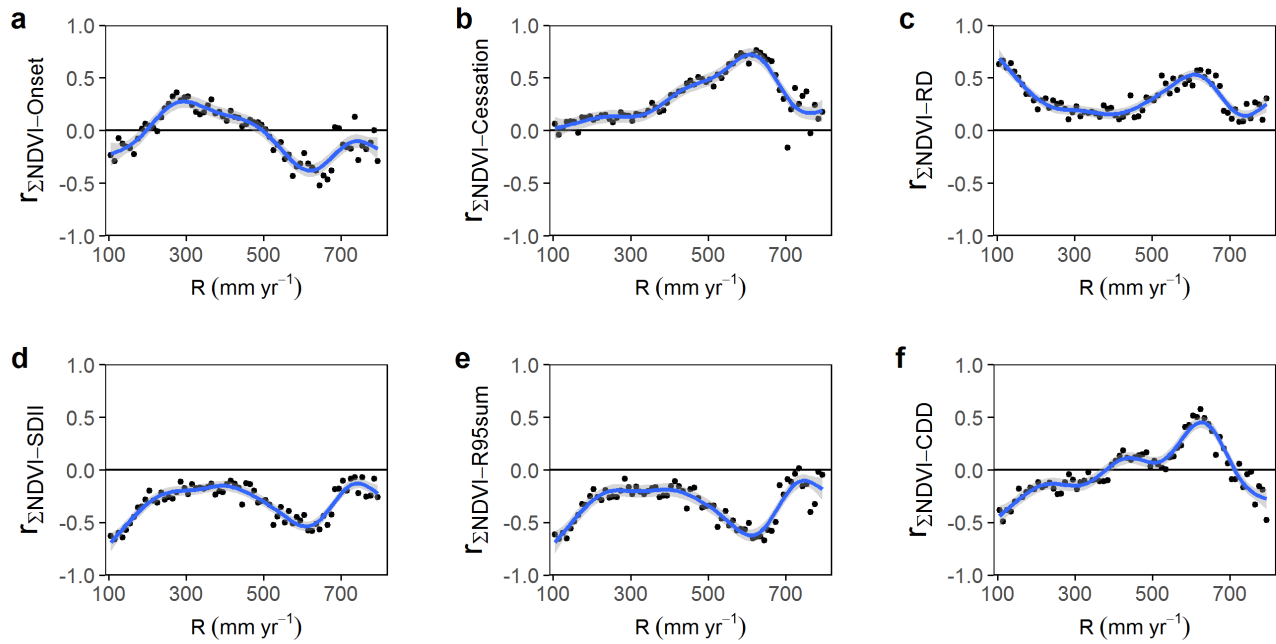 a
1.0
0.5
0.0
-0.5
-1.0
100 300 500 700
R (mm yr⁻¹)
rΣNDVI−Onset
b
1.0
0.5
0.0
-0.5
-1.0
100 300 500 700
R (mm yr⁻¹)
rΣNDVI−Cessation
c
1.0
0.5
0.0
-0.5
-1.0
100 300 500 700
R (mm yr⁻¹)
rΣNDVI−RD
d
1.0
0.5
0.0
-0.5
-1.0
100 300 500 700
R (mm yr⁻¹)
rΣNDVI−SDII
e
1.0
0.5
0.0
-0.5
-1.0
100 300 500 700
R (mm yr⁻¹)
rΣNDVI−R95sum
f
1.0
0.5
0.0
-0.5
-1.0
100 300 500 700
R (mm yr⁻¹)
rΣNDVI−CDD